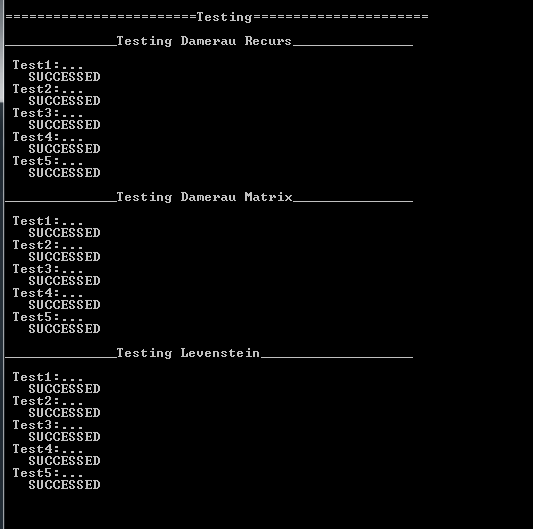 ========================Testing======================
______________Testing Damerau Recurs_______________
Test1:...
SUCCESSED
Test2:...
SUCCESSED
Test3:...
SUCCESSED
Test4:...
SUCCESSED
Test5:...
SUCCESSED
______________Testing Damerau Matrix_______________
Test1:...
SUCCESSED
Test2:...
SUCCESSED
Test3:...
SUCCESSED
Test4:...
SUCCESSED
Test5:...
SUCCESSED
______________Testing Levenstein___________________
Test1:...
SUCCESSED
Test2:...
SUCCESSED
Test3:...
SUCCESSED
Test4:...
SUCCESSED
Test5:...
SUCCESSED